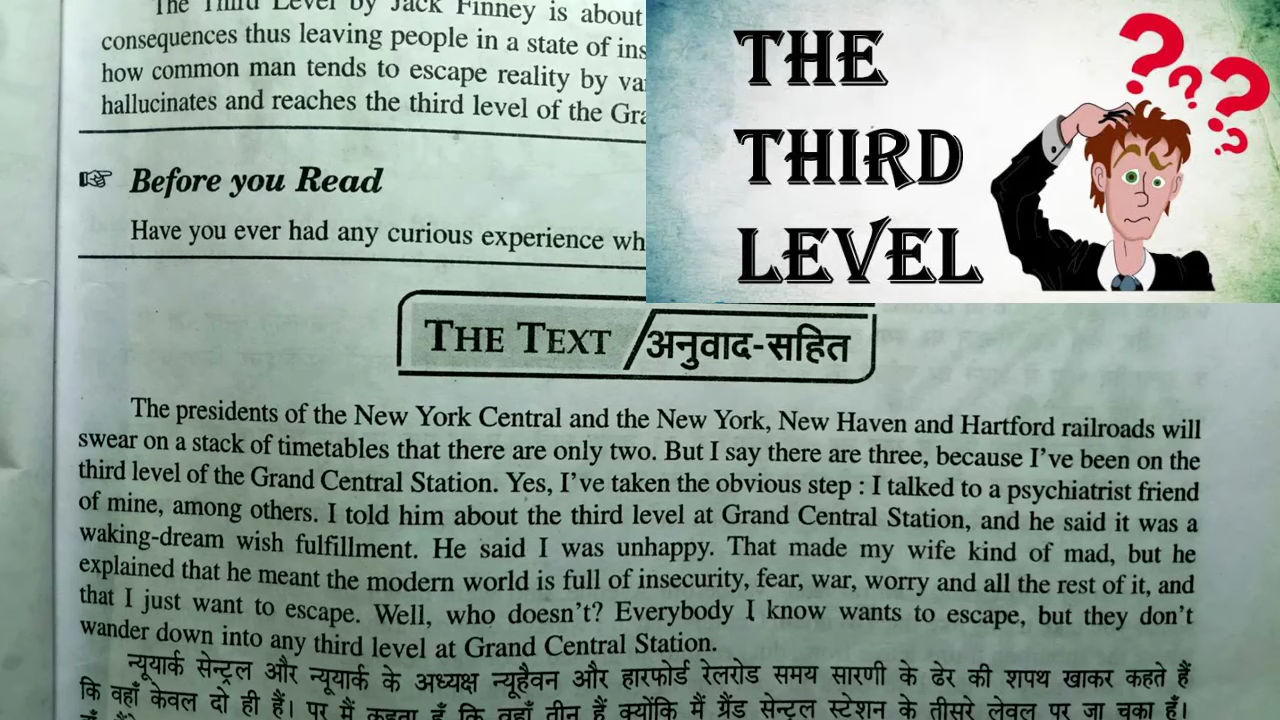 The Third Level by Jack Finney is about
consequences thus leaving people in a state of ins
how common man tends to escape reality by va
hallucinates and reaches the third level of the Gra
☞ Before you Read
Have you ever had any curious experience wh
THE
THIRD
LEVEL
? ? ? ?
THE TEXT / अनुवाद-सहित
The presidents of the New York Central and the New York, New Haven and Hartford railroads will
swear on a stack of timetables that there are only two. But I say there are three, because I’ve been on the
third level of the Grand Central Station. Yes, I’ve taken the obvious step : I talked to a psychiatrist friend
of mine, among others. I told him about the third level at Grand Central Station, and he said it was a
waking-dream wish fulfillment. He said I was unhappy. That made my wife kind of mad, but he
explained that he meant the modern world is full of insecurity, fear, war, worry and all the rest of it, and
that I just want to escape. Well, who doesn’t? Everybody I know wants to escape, but they don’t
wander down into any third level at Grand Central Station.
न्यूयार्क सेन्ट्रल और न्यूयार्क के अध्यक्ष न्यूहैवन और हारफोर्ड रेलरोड समय सारणी के ढेर की शपथ खाकर कहते हैं
कि वहाँ केवल दो ही हैं। पर मैं कहता हूँ कि वहाँ तीन हैं क्योंकि मैं ग्रैंड सेन्ट्रल स्टेशन के तीसरे लेवल पर जा चुका हूँ।